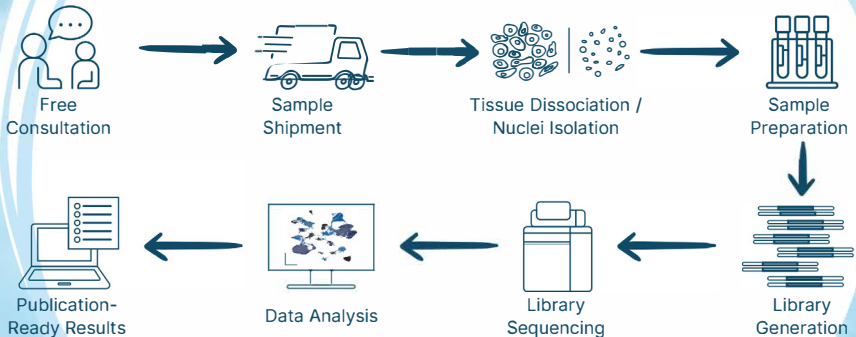 Free
Consultation
Sample
Shipment
Tissue Dissociation /
Nuclei Isolation
Sample
Preparation
Library
Generation
Library
Sequencing
Data Analysis
Publication-
Ready Results